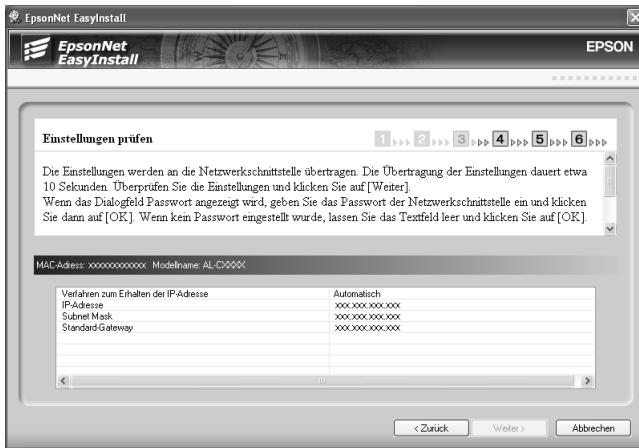 EpsonNet EasyInstall
EpsonNet
EasyInstall
EPSON
Einstellungen prüfen
1 2 3 4 5 6
Die Einstellungen werden an die Netzwerkschnittstelle übertragen. Die Übertragung der Einstellungen dauert etwa
10 Sekunden. Überprüfen Sie die Einstellungen und klicken Sie auf [Weiter].
Wenn das Dialogfeld Passwort angezeigt wird, geben Sie das Passwort der Netzwerkschnittstelle ein und klicken
Sie dann auf [OK]. Wenn kein Passwort eingestellt wurde, lassen Sie das Textfeld leer und klicken Sie auf [OK].
MAC-Adress: xxxxxxxxxxxx Modellname: AL-CXXXX
Verfahren zum Erhalten der IP-Adresse Automatisch
IP-Adresse xxx.xxx.xxx.xxx
Subnet Mask xxx.xxx.xxx.xxx
Standard-Gateway xxx.xxx.xxx.xxx
< Zurück Weiter > Abbrechen